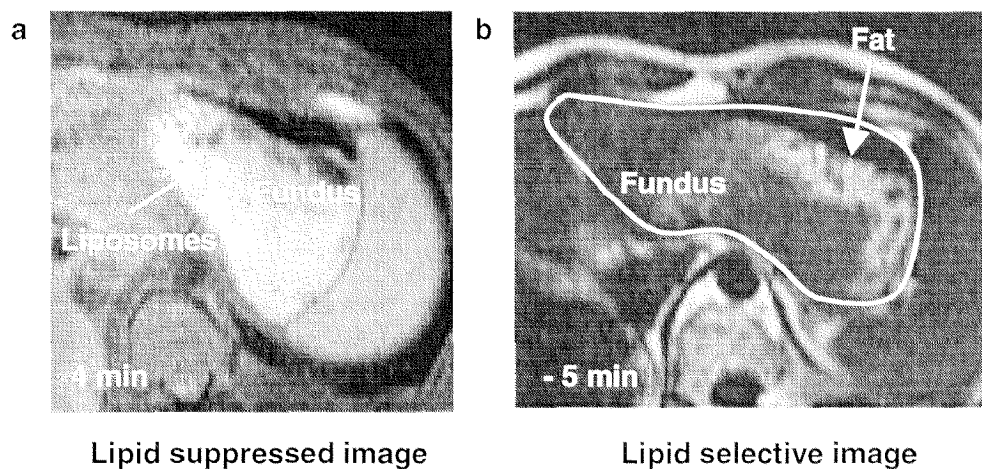 a
Fundus
Liposomes
-4 min
Lipid suppressed image
b
Fat
Fundus
- 5 min
Lipid selective image